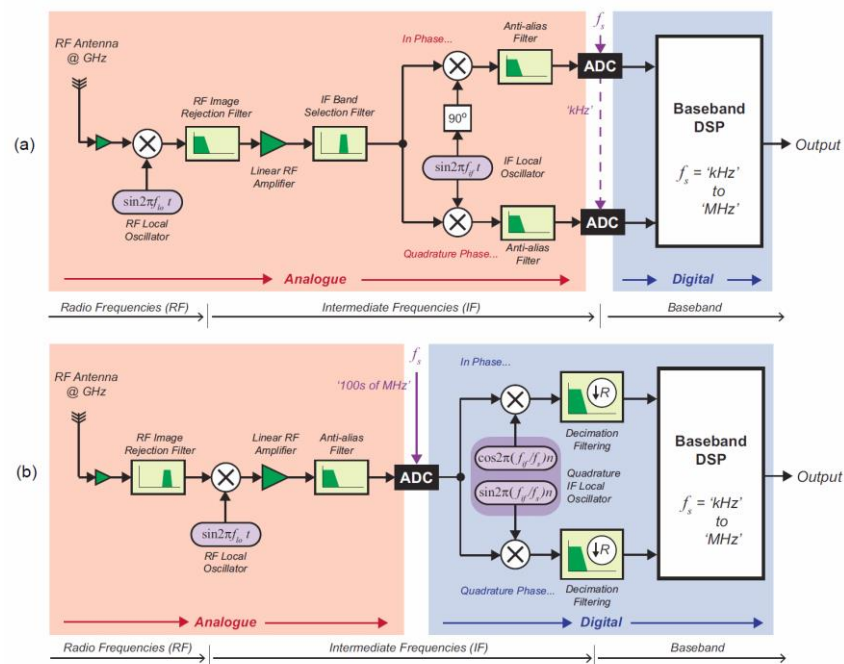 (a)
RF Antenna
@ GHz
sin2πf_lo t
RF Local
Oscillator
RF Image
Rejection Filter
Linear RF
Amplifier
IF Band
Selection Filter
In Phase...
90°
sin2πf_if t
IF Local
Oscillator
Quadrature Phase...
Anti-alias
Filter
Anti-alias
Filter
f_s
ADC
'kHz'
ADC
Baseband
DSP
f_s = 'kHz'
to
'MHz'
Output
Analogue
Digital
Radio Frequencies (RF)
Intermediate Frequencies (IF)
Baseband
(b)
RF Antenna
@ GHz
RF Image
Rejection Filter
sin2πf_lo t
RF Local
Oscillator
Linear RF
Amplifier
Anti-alias
Filter
f_s
'100s of MHz'
ADC
In Phase...
cos2π(f_if/f_s)n
sin2π(f_if/f_s)n
Quadrature
IF Local
Oscillator
Quadrature Phase...
↓R
Decimation
Filtering
↓R
Decimation
Filtering
Baseband
DSP
f_s = 'kHz'
to
'MHz'
Output
Analogue
Digital
Radio Frequencies (RF)
Intermediate Frequencies (IF)
Baseband